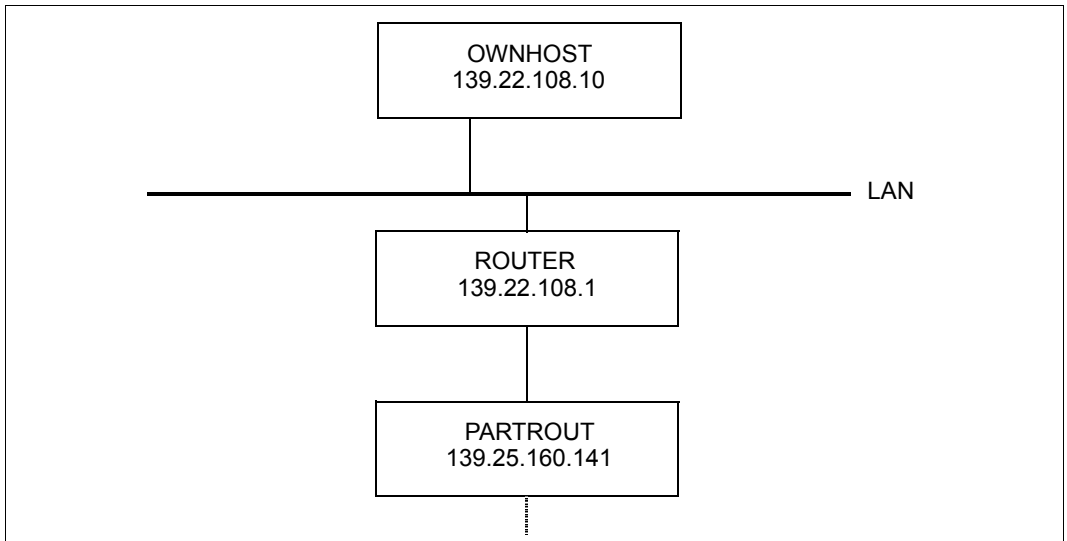 OWNHOST
139.22.108.10
LAN
ROUTER
139.22.108.1
PARTROUT
139.25.160.141